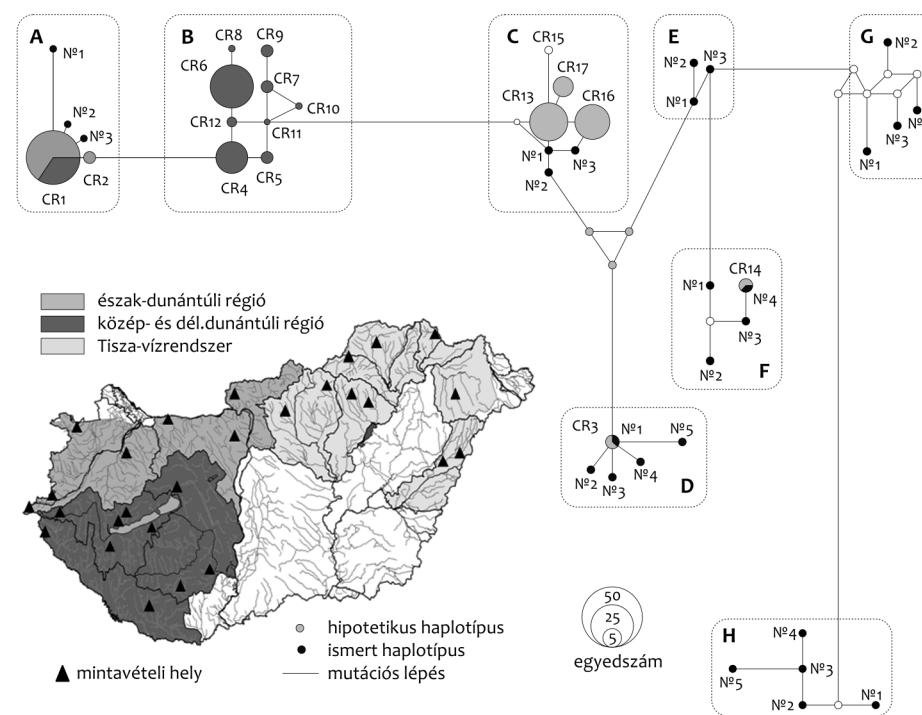 A
№1
№2
№3
CR1
CR2
B
CR8
CR9
CR6
CR7
CR10
CR12
CR11
CR4
CR5
C
CR15
CR17
CR13
CR16
№1
№3
№2
E
№2
№3
№1
G
№2
№3
№1
CR14
№1
№4
№3
№2
F
CR3
№1
№5
№2
№3
№4
D
H
№4
№3
№5
№2
№1
észak-dunántúli régió
közép- és dél.dunántúli régió
Tisza-vízrendszer
mintavételi hely
hipotetikus haplotípus
ismert haplotípus
mutációs lépés
50
25
5
egyedszám